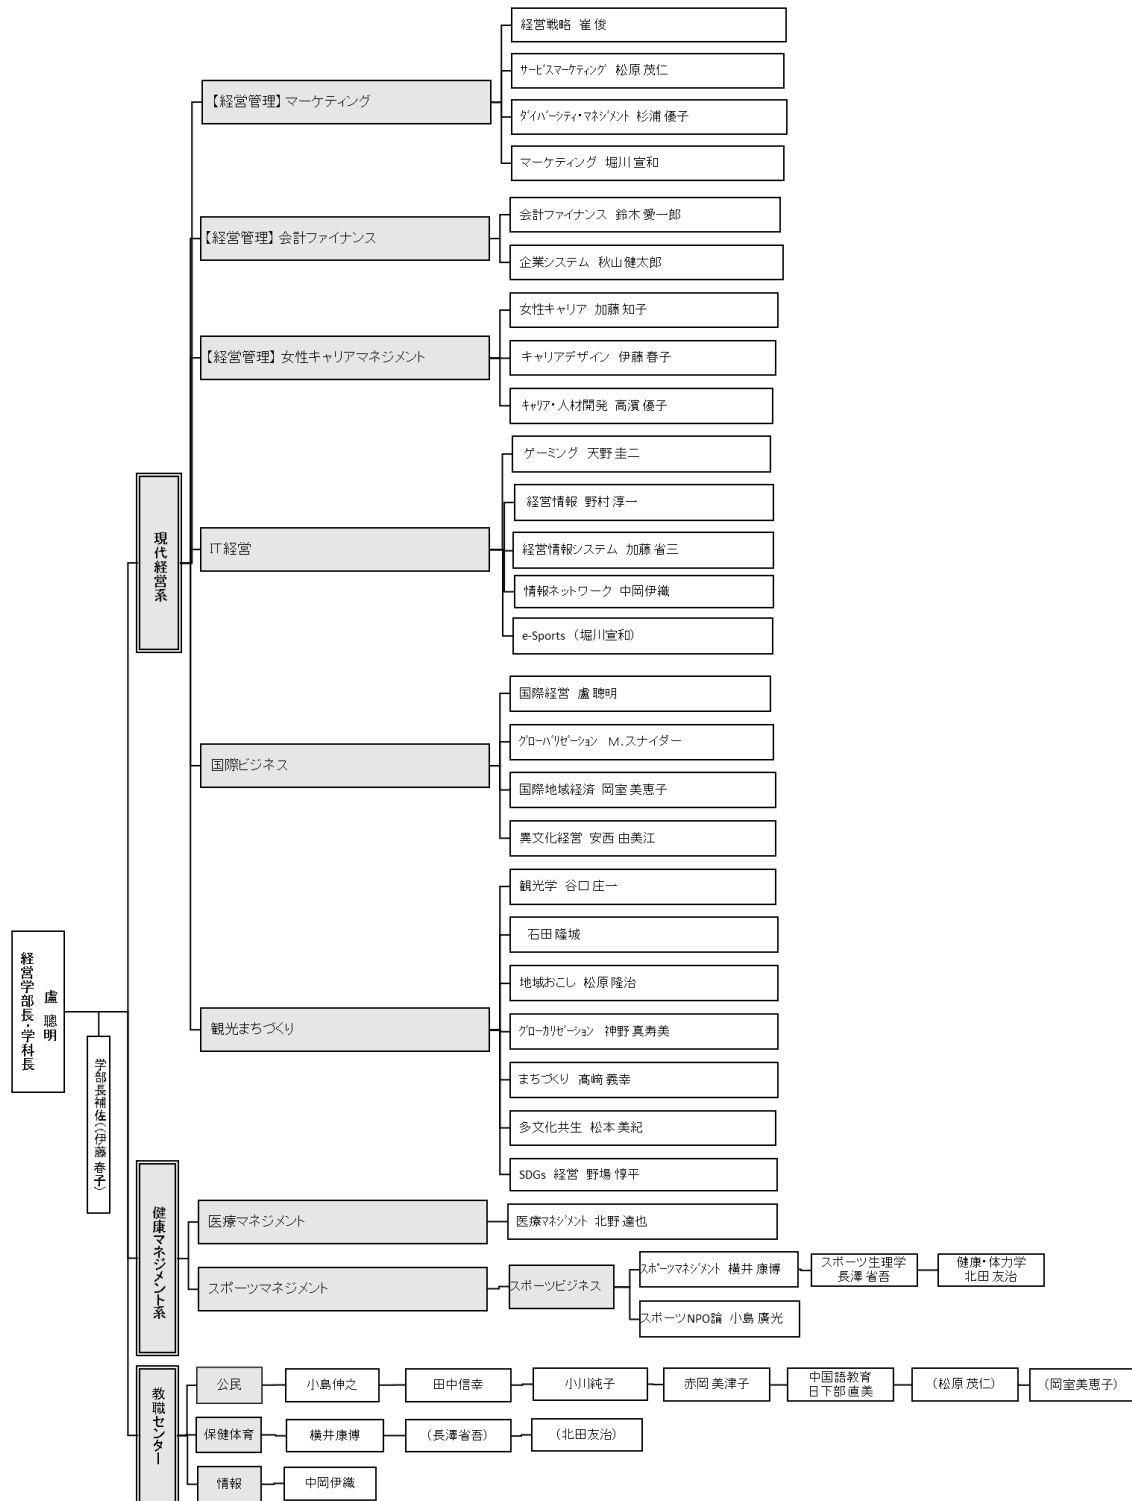 経営学部長・学科長
盧 聰明
学部長補佐((伊藤 春子)
現代経営系
【経営管理】マーケティング
経営戦略 崔 俊
サービスマーケティング 松原 茂仁
ダイバーシティ・マネジメント 杉浦 優子
マーケティング 堀川 宣和
【経営管理】会計ファイナンス
会計ファイナンス 鈴木 愛一郎
企業システム 秋山 健太郎
【経営管理】女性キャリアマネジメント
女性キャリア 加藤 知子
キャリアデザイン 伊藤 春子
キャリア・人材開発 高濱 優子
IT経営
ゲーミング 天野 圭二
経営情報 野村 淳一
経営情報システム 加藤 省三
情報ネットワーク 中岡伊織
e-Sports (堀川宣和)
国際ビジネス
国際経営 盧 聰明
グローバリゼーション M.スナイダー
国際地域経済 岡室 美恵子
異文化経営 安西 由美江
観光まちづくり
観光学 谷口 庄一
石田 隆城
地域おこし 松原 隆治
グローカリゼーション 神野 真寿美
まちづくり 髙﨑 義幸
多文化共生 松本 美紀
SDGs 経営 野場 惇平
健康マネジメント系
医療マネジメント
医療マネジメント 北野 達也
スポーツマネジメント
スポーツビジネス
スポーツマネジメント 横井 康博
スポーツ生理学
長澤 省吾
健康・体力学
北田 友治
スポーツNPO論 小島 廣光
教職センター
公民
小島伸之
田中信幸
小川純子
赤岡 美津子
中国語教育
日下部 直美
(松原 茂仁)
(岡室美恵子)
保健体育
横井康博
(長澤省吾)
(北田友治)
情報
中岡伊織